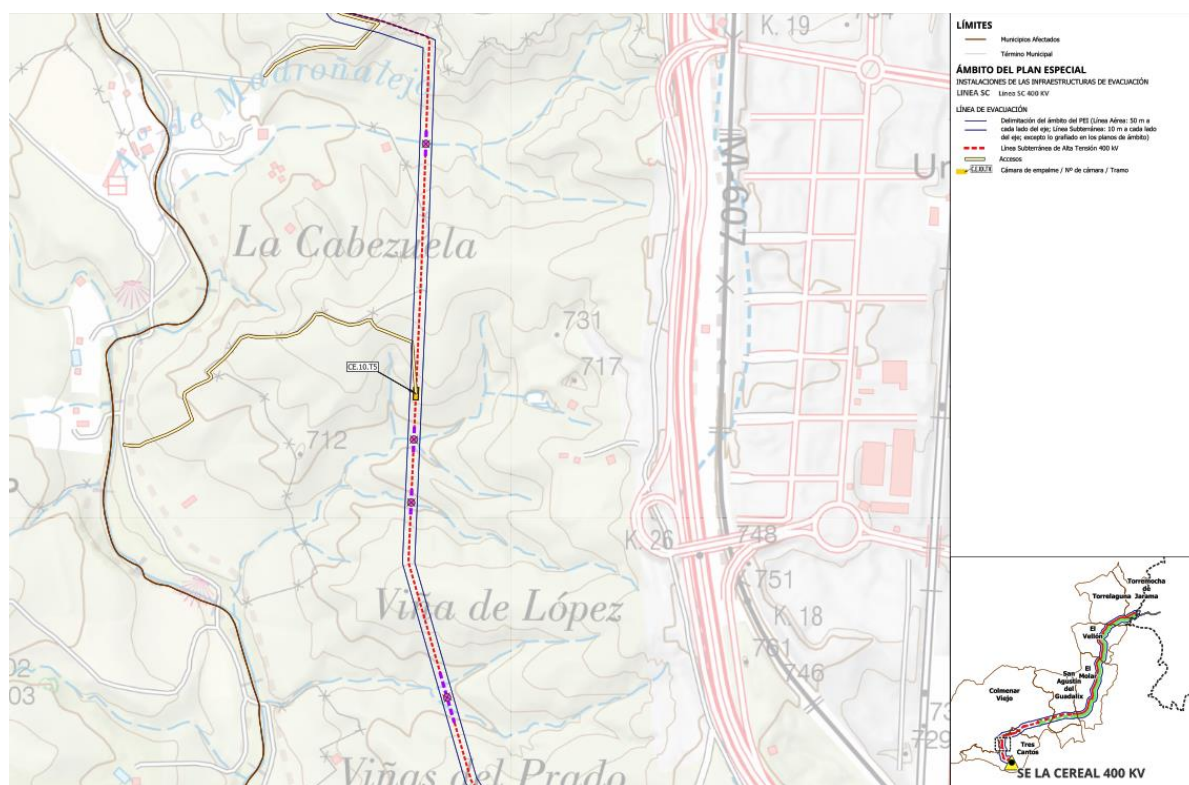 K. 19
Aº. de Madroñalejo
M-607
La Cabezuela
731
717
CE.10.T5
712
K. 26
748
751
K. 18
Viña de López
761
746
03
729
Viñas del Prado
LÍMITES
Municipios Afectados
Término Municipal
ÁMBITO DEL PLAN ESPECIAL
INSTALACIONES DE LAS INFRAESTRUCTURAS DE EVACUACIÓN
LINEA SC Linea SC 400 KV
LÍNEA DE EVACUACIÓN
Delimitación del ámbito del PEI (Línea Aérea: 50 m a
cada lado del eje; Línea Subterránea: 10 m a cada lado
del eje; excepto lo grafiado en los planos de ámbito)
Línea Subterránea de Alta Tensión 400 kV
Accesos
Cámara de empalme / Nº de cámara / Tramo
Torremocha
de
Jarama
Torrelaguna
El
Vellón
El
Molar
San
Agustín
del
Guadalix
Colmenar
Viejo
Tres
Cantos
SE LA CEREAL 400 KV